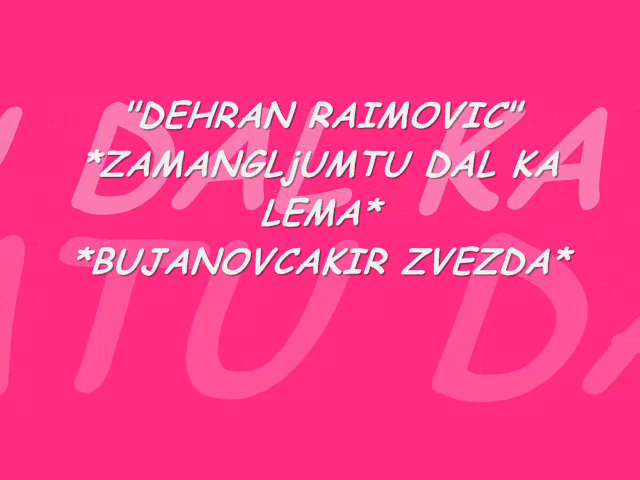 "DEHRAN RAIMOVIC"
*ZAMANGLjUMTU DAL KA
LEMA*
*BUJANOVCAKIR ZVEZDA*